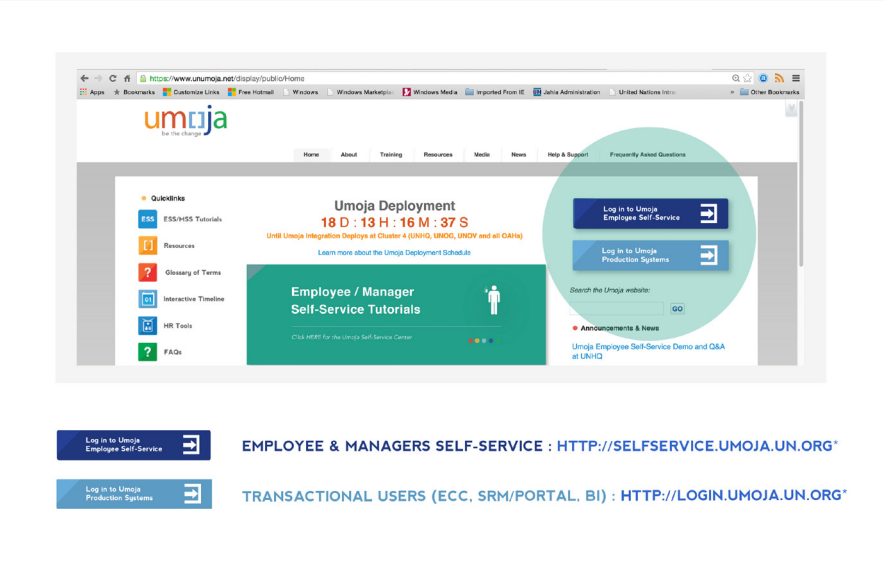 https://www.unumoja.net/display/public/Home
Apps Bookmarks Customize Links Free Hotmail Windows Windows Marketplac Windows Media Imported From IE Jahia Administration United Nations Intra » Other Bookmarks
umoja
be the change
Home About Training Resources Media News Help & Support Frequently Asked Questions
Quicklinks
ESS ESS/MSS Tutorials
Resources
? Glossary of Terms
Interactive Timeline
HR Tools
? FAQs
Umoja Deployment
18 D : 13 H : 16 M : 37 S
Until Umoja Integration Deploys at Cluster 4 (UNHQ, UNOG, UNOV and all OAHs)
Learn more about the Umoja Deployment Schedule
Employee / Manager
Self-Service Tutorials
Click HERE for the Umoja Self-Service Center
Log in to Umoja
Employee Self-Service
Log in to Umoja
Production Systems
Search the Umoja website:
GO
Announcements & News
Umoja Employee Self-Service Demo and Q&A
at UNHQ
Log in to Umoja
Employee Self-Service
EMPLOYEE & MANAGERS SELF-SERVICE : HTTP://SELFSERVICE.UMOJA.UN.ORG*
Log in to Umoja
Production Systems
TRANSACTIONAL USERS (ECC, SRM/PORTAL, BI) : HTTP://LOGIN.UMOJA.UN.ORG*